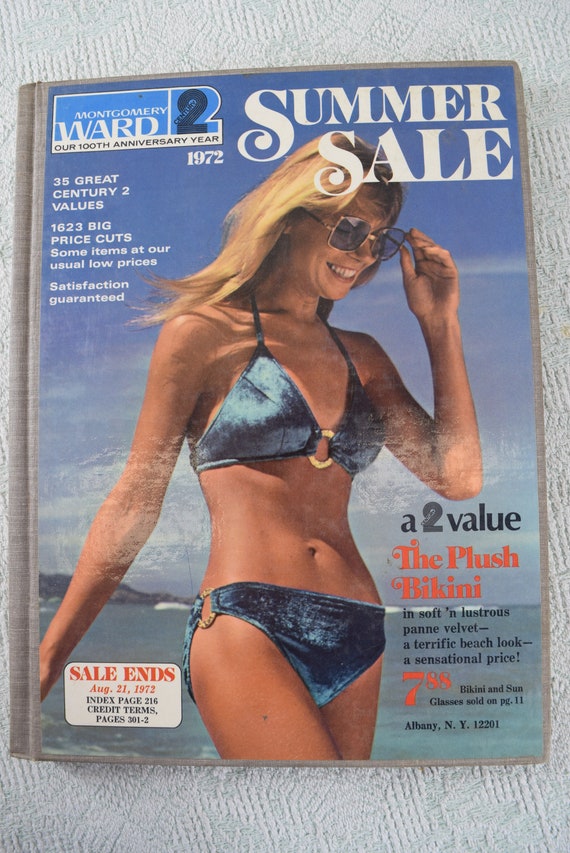 MONTGOMERY
WARD
2
CENTURY
OUR 100TH ANNIVERSARY YEAR
1972
SUMMER
SALE
35 GREAT
CENTURY 2
VALUES
1623 BIG
PRICE CUTS
Some items at our
usual low prices
Satisfaction
guaranteed
a 2 value
The Plush
Bikini
in soft 'n lustrous
panne velvet—
a terrific beach look—
a sensational price!
7 88
Bikini and Sun
Glasses sold on pg. 11
Albany, N. Y. 12201
SALE ENDS
Aug. 21, 1972
INDEX PAGE 216
CREDIT TERMS,
PAGES 301-2